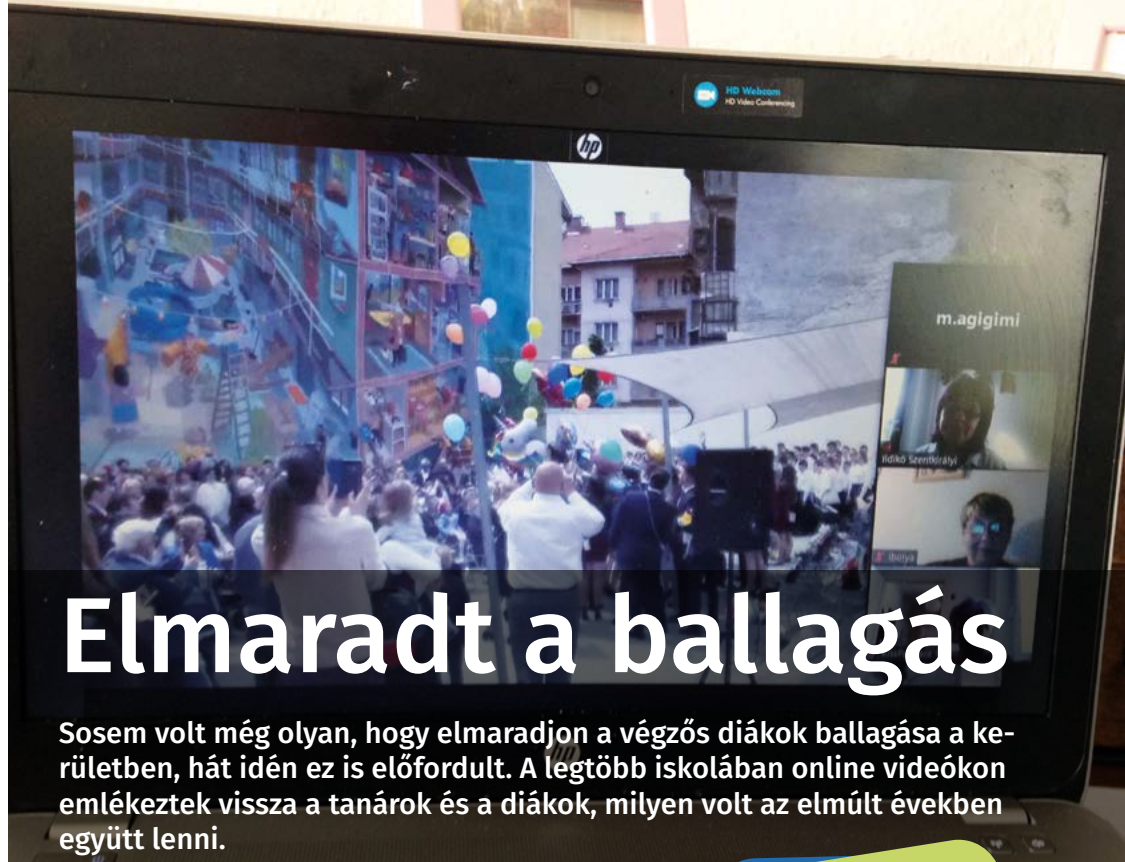 HD Webcam
HD Video Conferencing
hp
m.agigimi
Ildikó Szentkirályi
Ibolya
Elmaradt a ballagás
Sosem volt még olyan, hogy elmaradjon a végzős diákok ballagása a ke-
rületben, hát idén ez is előfordult. A legtöbb iskolában online videókon
emlékeztek vissza a tanárok és a diákok, milyen volt az elmúlt években
együtt lenni.